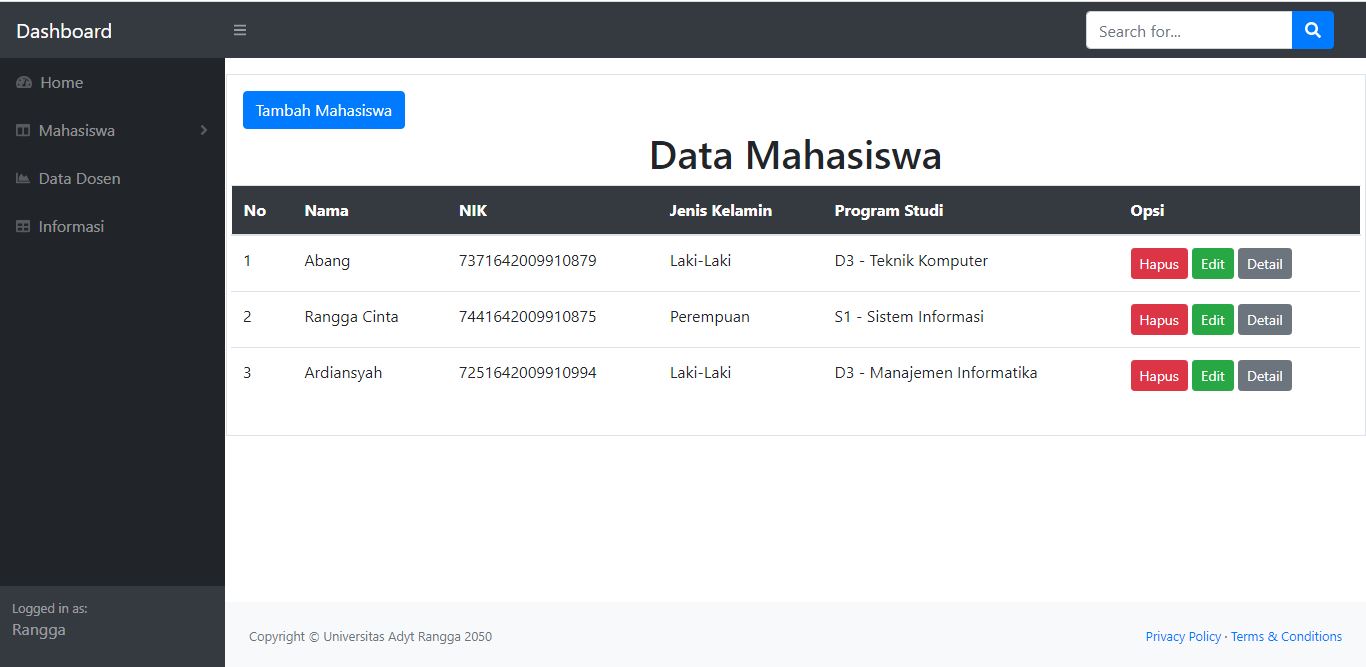 Dashboard
Search for...
Home
Mahasiswa
Data Dosen
Informasi
Tambah Mahasiswa
Data Mahasiswa
No Nama NIK Jenis Kelamin Program Studi Opsi
1 Abang 7371642009910879 Laki-Laki D3 - Teknik Komputer Hapus Edit Detail
2 Rangga Cinta 7441642009910875 Perempuan S1 - Sistem Informasi Hapus Edit Detail
3 Ardiansyah 7251642009910994 Laki-Laki D3 - Manajemen Informatika Hapus Edit Detail
Logged in as:
Rangga
Copyright © Universitas Adyt Rangga 2050 Privacy Policy · Terms & Conditions